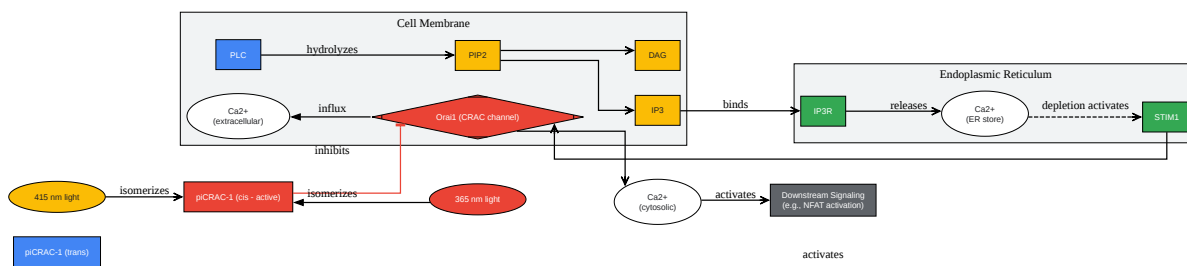 Cell Membrane
PLC
hydrolyzes
PIP2
DAG
Ca2+
(extracellular)
influx
Orai1 (CRAC channel)
IP3
binds
Endoplasmic Reticulum
IP3R
releases
Ca2+
(ER store)
depletion activates
STIM1
inhibits
415 nm light
isomerizes
piCRAC-1 (cis - active)
isomerizes
365 nm light
Ca2+
(cytosolic)
activates
Downstream Signaling
(e.g., NFAT activation)
piCRAC-1 (trans)
activates